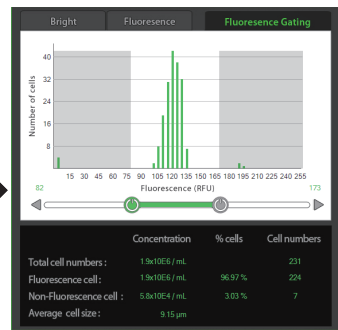 Bright Fluoresence Fluoresence Gating
Number of cells
40
32
24
16
8
15 30 45 60 75 90 105 120 135 150 165 180 195 210 225 240 255
82 Fluorescence (RFU) 173
Concentration % cells Cell numbers
Total cell numbers : 1.9x10E6 / mL 231
Fluorescence cell : 1.9x10E6 / mL 96.97 % 224
Non-Fluorescence cell : 5.8x10E4 / mL 3.03 % 7
Average cell size : 9.15 μm